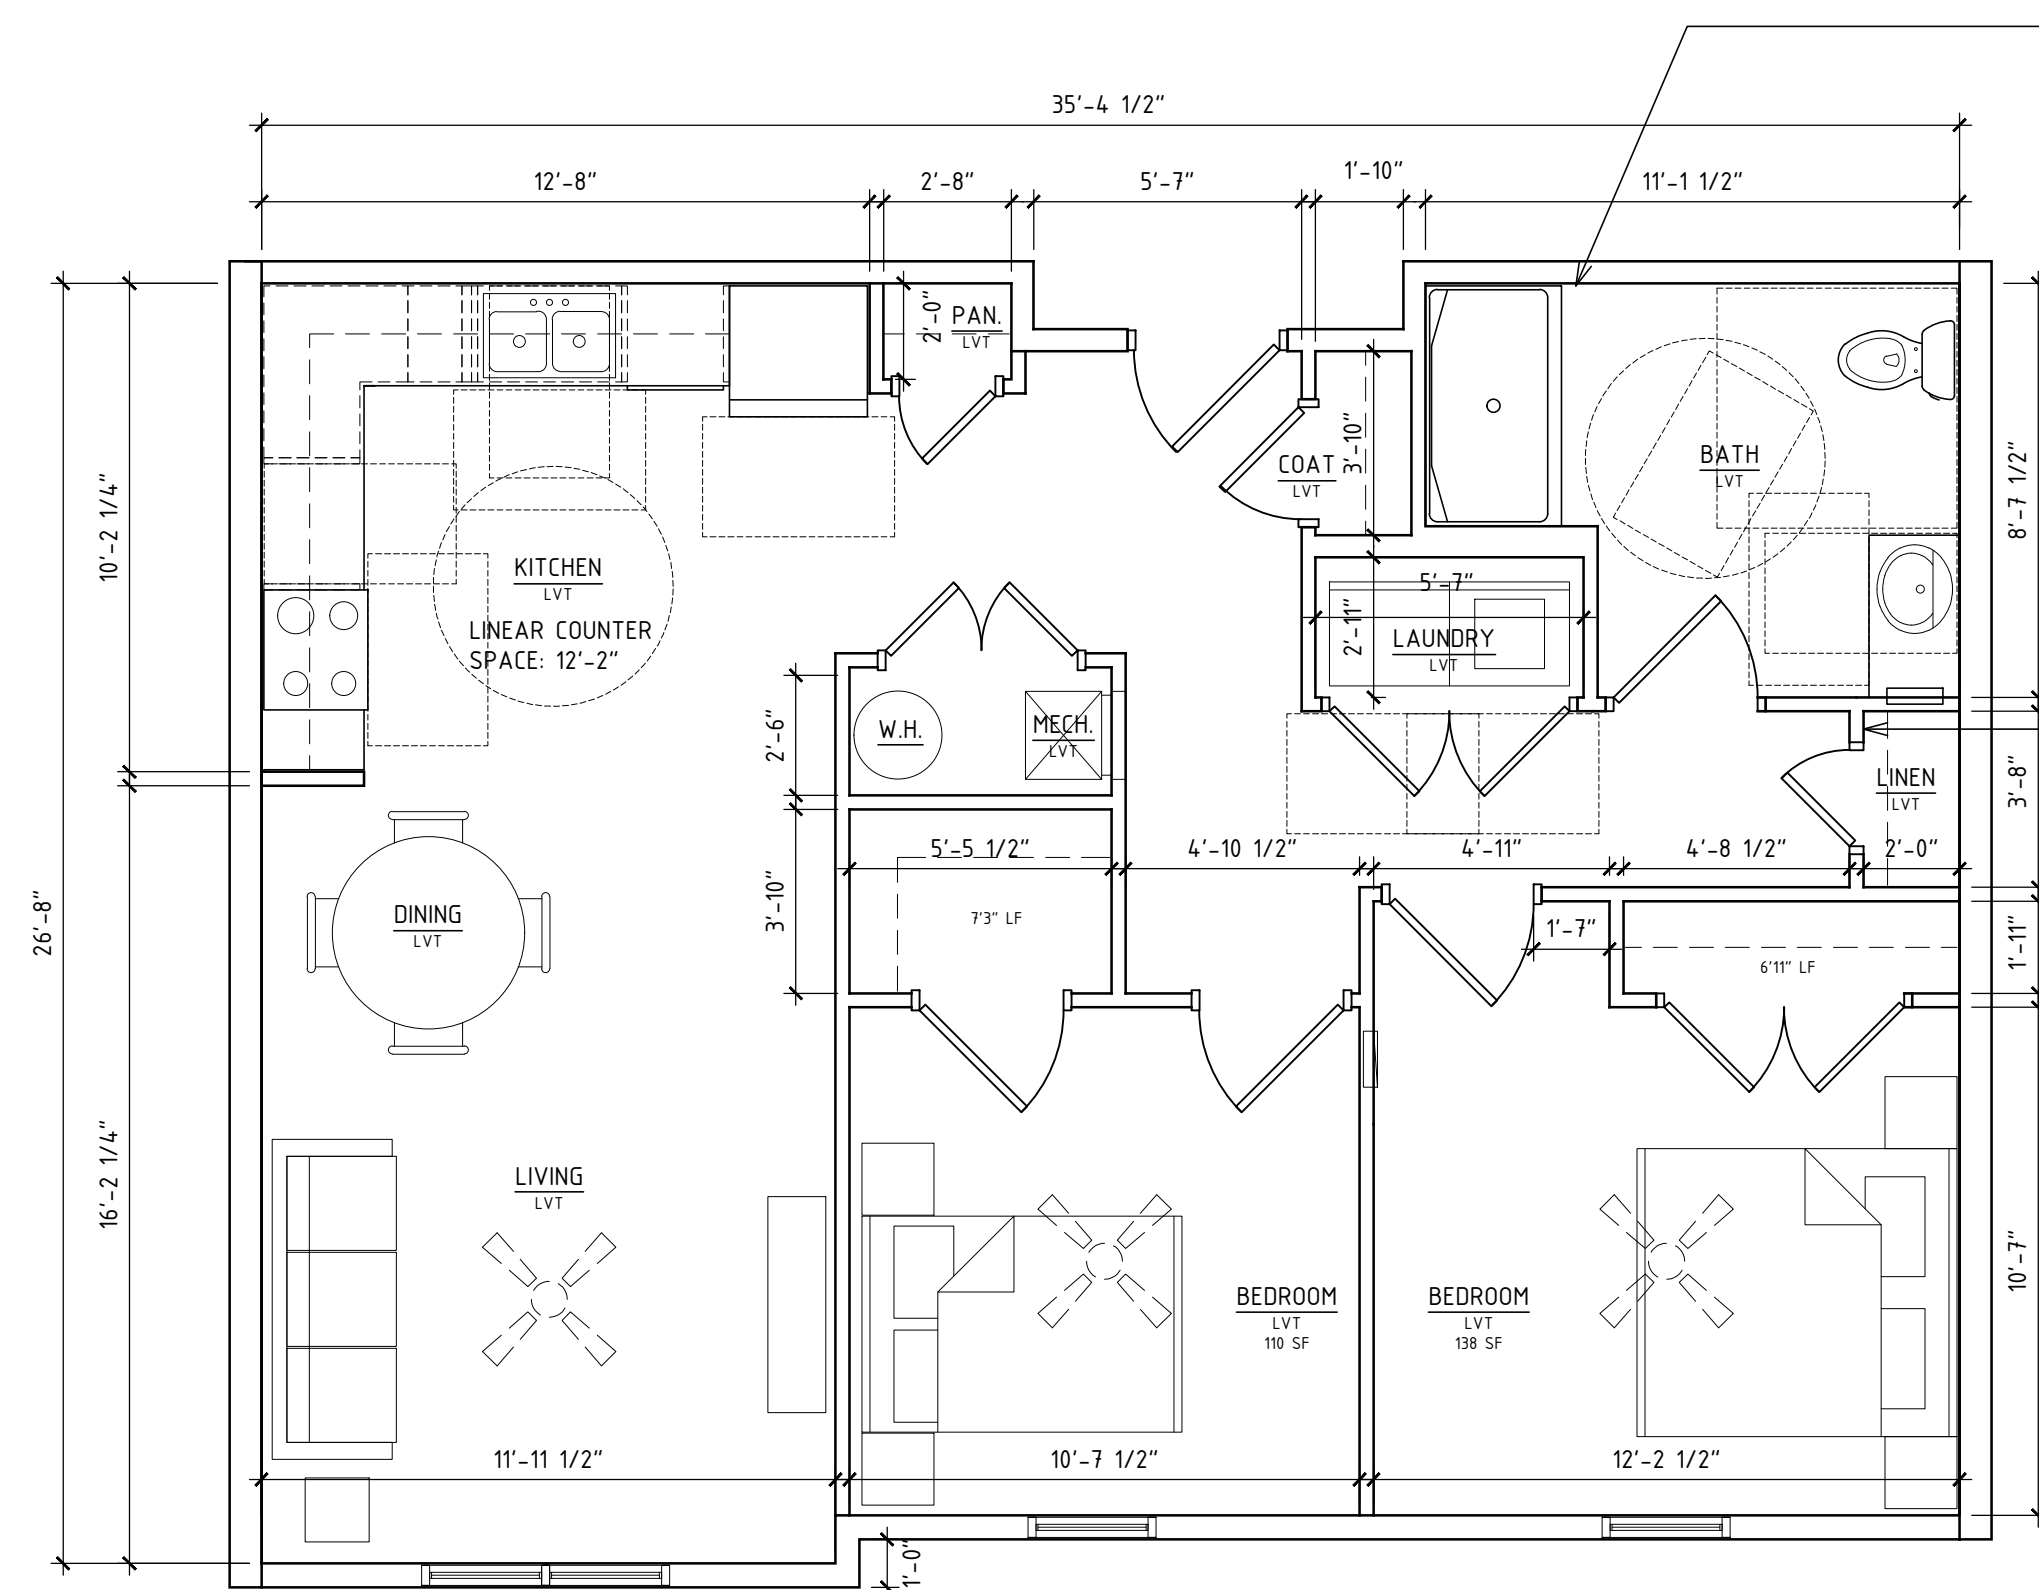 35'-4 1/2"
12'-8"
2'-8"
5'-7"
1'-10"
11'-1 1/2"
2'-0"
PAN.
LVT
COAT
LVT
3'-10"
BATH
LVT
10'-2 1/4"
8'-7 1/2"
KITCHEN
LVT
LINEAR COUNTER
SPACE: 12'-2"
5'-7"
2'-11"
LAUNDRY
LVT
W.H.
MECH.
LVT
2'-6"
LINEN
LVT
3'-8"
5'-5 1/2"
4'-10 1/2"
4'-11"
4'-8 1/2"
2'-0"
26'-8"
DINING
LVT
3'-10"
7'3" LF
1'-7"
6'11" LF
1'-11"
16'-2 1/4"
LIVING
LVT
BEDROOM
LVT
110 SF
BEDROOM
LVT
138 SF
10'-7"
11'-11 1/2"
10'-7 1/2"
12'-2 1/2"
1'-0"